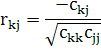 r_kj = −c_kj / √(c_kk c_jj)